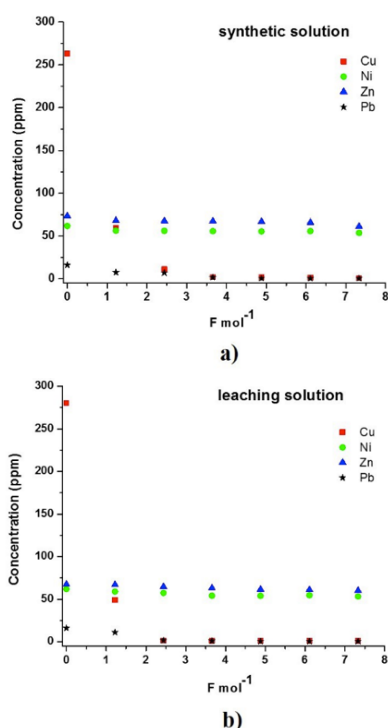 synthetic solution
Cu
Ni
Zn
Pb
300
250
200
150
100
50
0
Concentration (ppm)
0 1 2 3 4 5 6 7 8
F mol⁻¹
a)
leaching solution
Cu
Ni
Zn
Pb
300
250
200
150
100
50
0
Concentration (ppm)
0 1 2 3 4 5 6 7 8
F mol⁻¹
b)